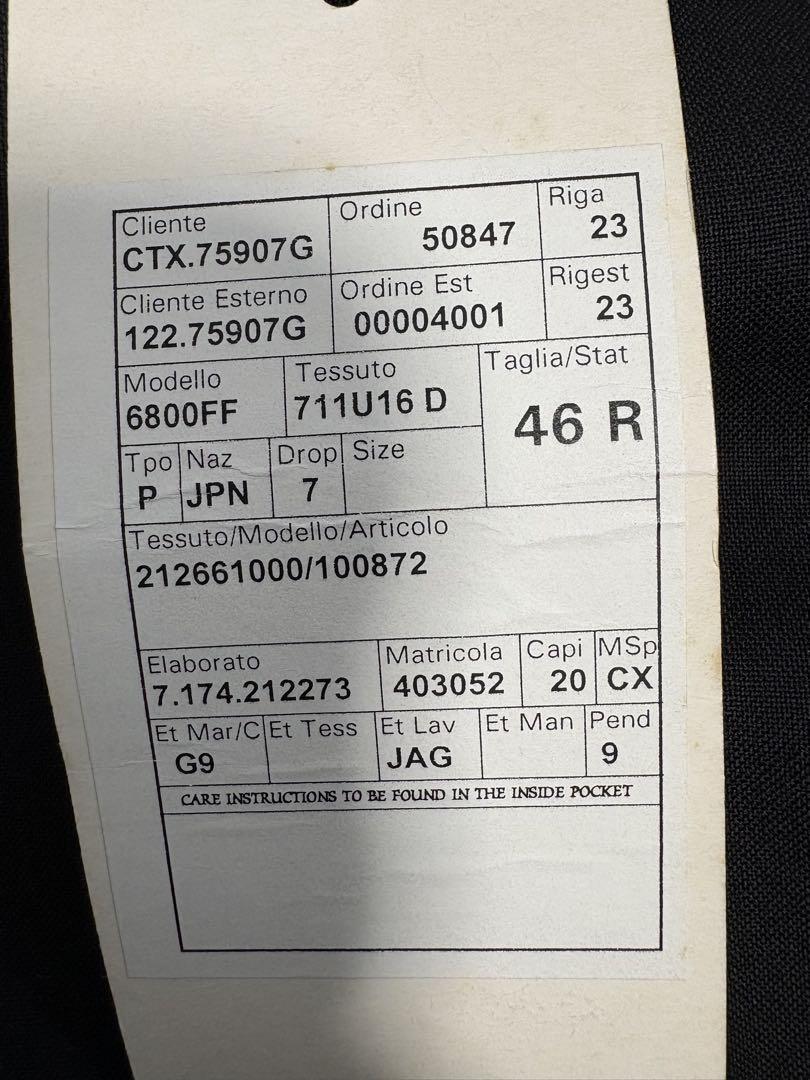 Cliente Ordine Riga
CTX.75907G 50847 23
Cliente Esterno Ordine Est Rigest
122.75907G 00004001 23
Modello Tessuto Taglia/Stat
6800FF 711U16 D 46 R
Tpo Naz Drop Size
P JPN 7
Tessuto/Modello/Articolo
212661000/100872
Elaborato Matricola Capi MSp
7.174.212273 403052 20 CX
Et Mar/C Et Tess Et Lav Et Man Pend
G9 JAG 9
CARE INSTRUCTIONS TO BE FOUND IN THE INSIDE POCKET